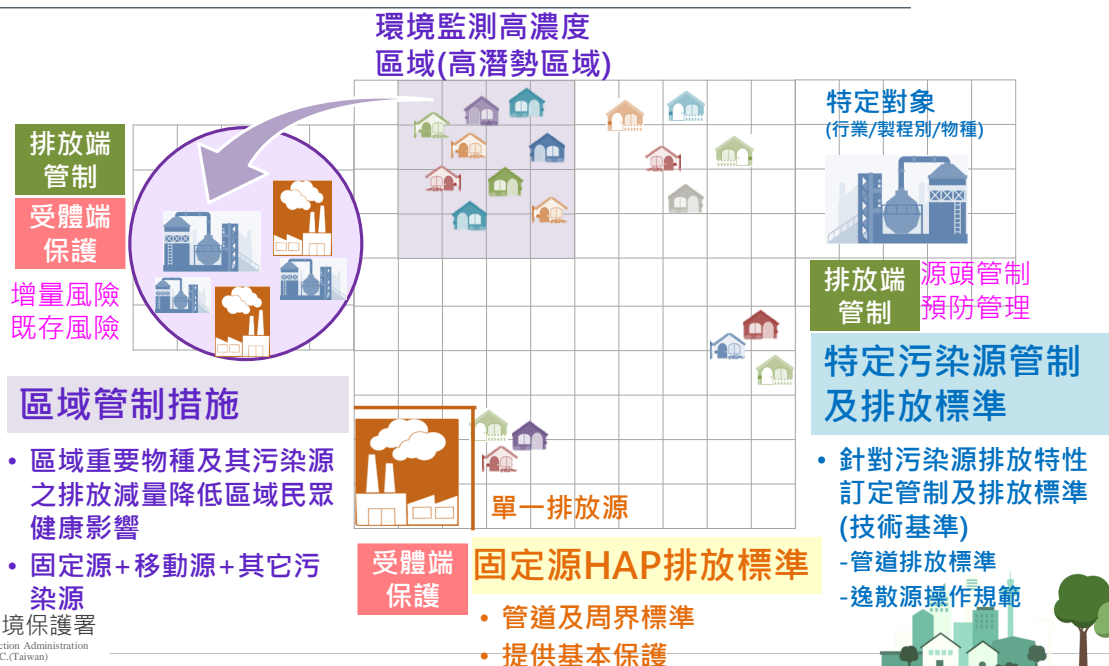 環境監測高濃度
區域(高潛勢區域)
排放端
管制
受體端
保護
增量風險
既存風險
區域管制措施
• 區域重要物種及其污染源
之排放減量降低區域民眾
健康影響
• 固定源+移動源+其它污
染源
單一排放源
受體端
保護
固定源HAP排放標準
• 管道及周界標準
• 提供基本保護
特定對象
(行業/製程別/物種)
排放端
管制
源頭管制
預防管理
特定污染源管制
及排放標準
• 針對污染源排放特性
訂定管制及排放標準
(技術基準)
-管道排放標準
-逸散源操作規範
境保護署
ction Administration
C.(Taiwan)